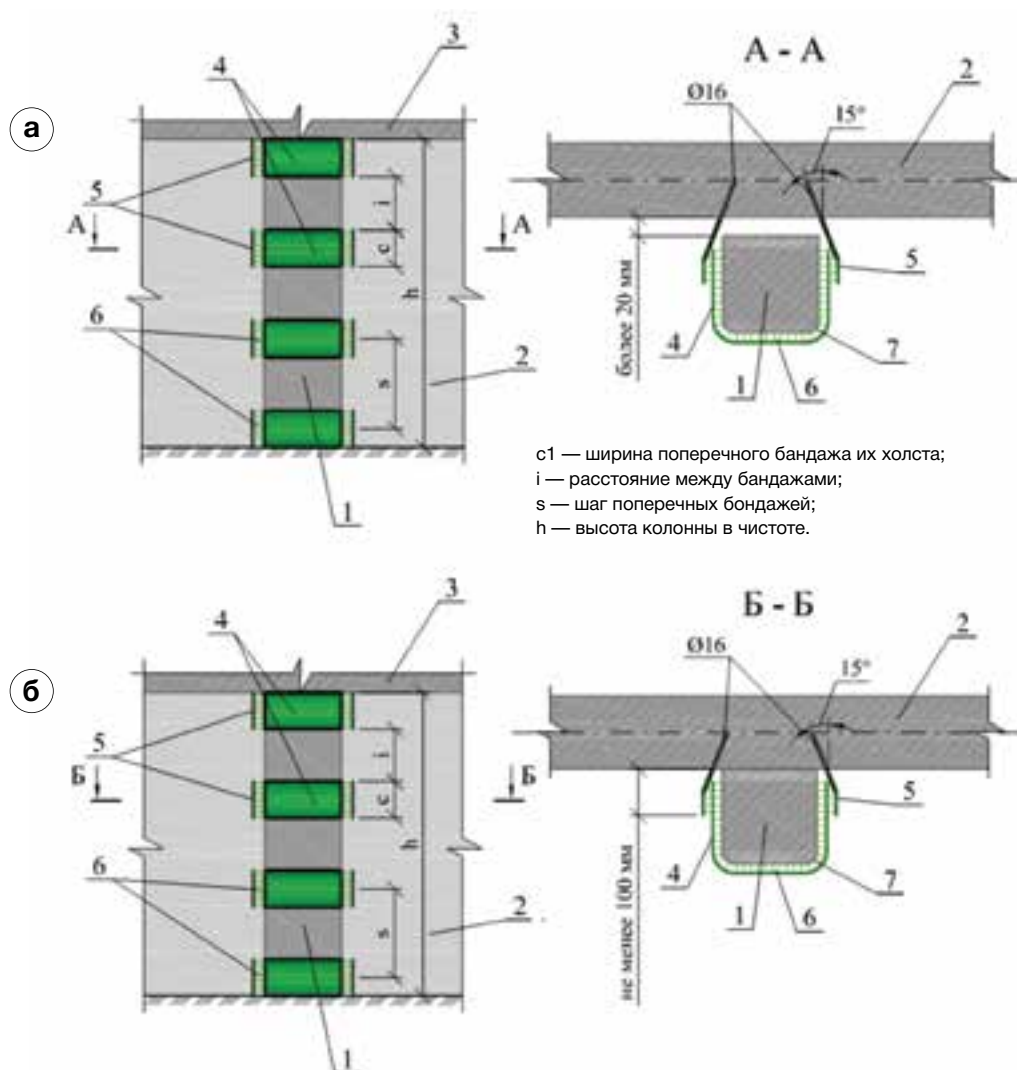 а
3
4
5
А
А
i
c
h
6
2
s
1
А - А
2
Ø16
15°
более 20 мм
5
4
7
1
6
c1 — ширина поперечного бандажа их холста;
i — расстояние между бандажами;
s — шаг поперечных бондажей;
h — высота колонны в чистоте.
б
3
4
5
Б
Б
i
c
h
6
2
s
1
Б - Б
2
Ø16
15°
не менее 100 мм
5
4
7
1
6